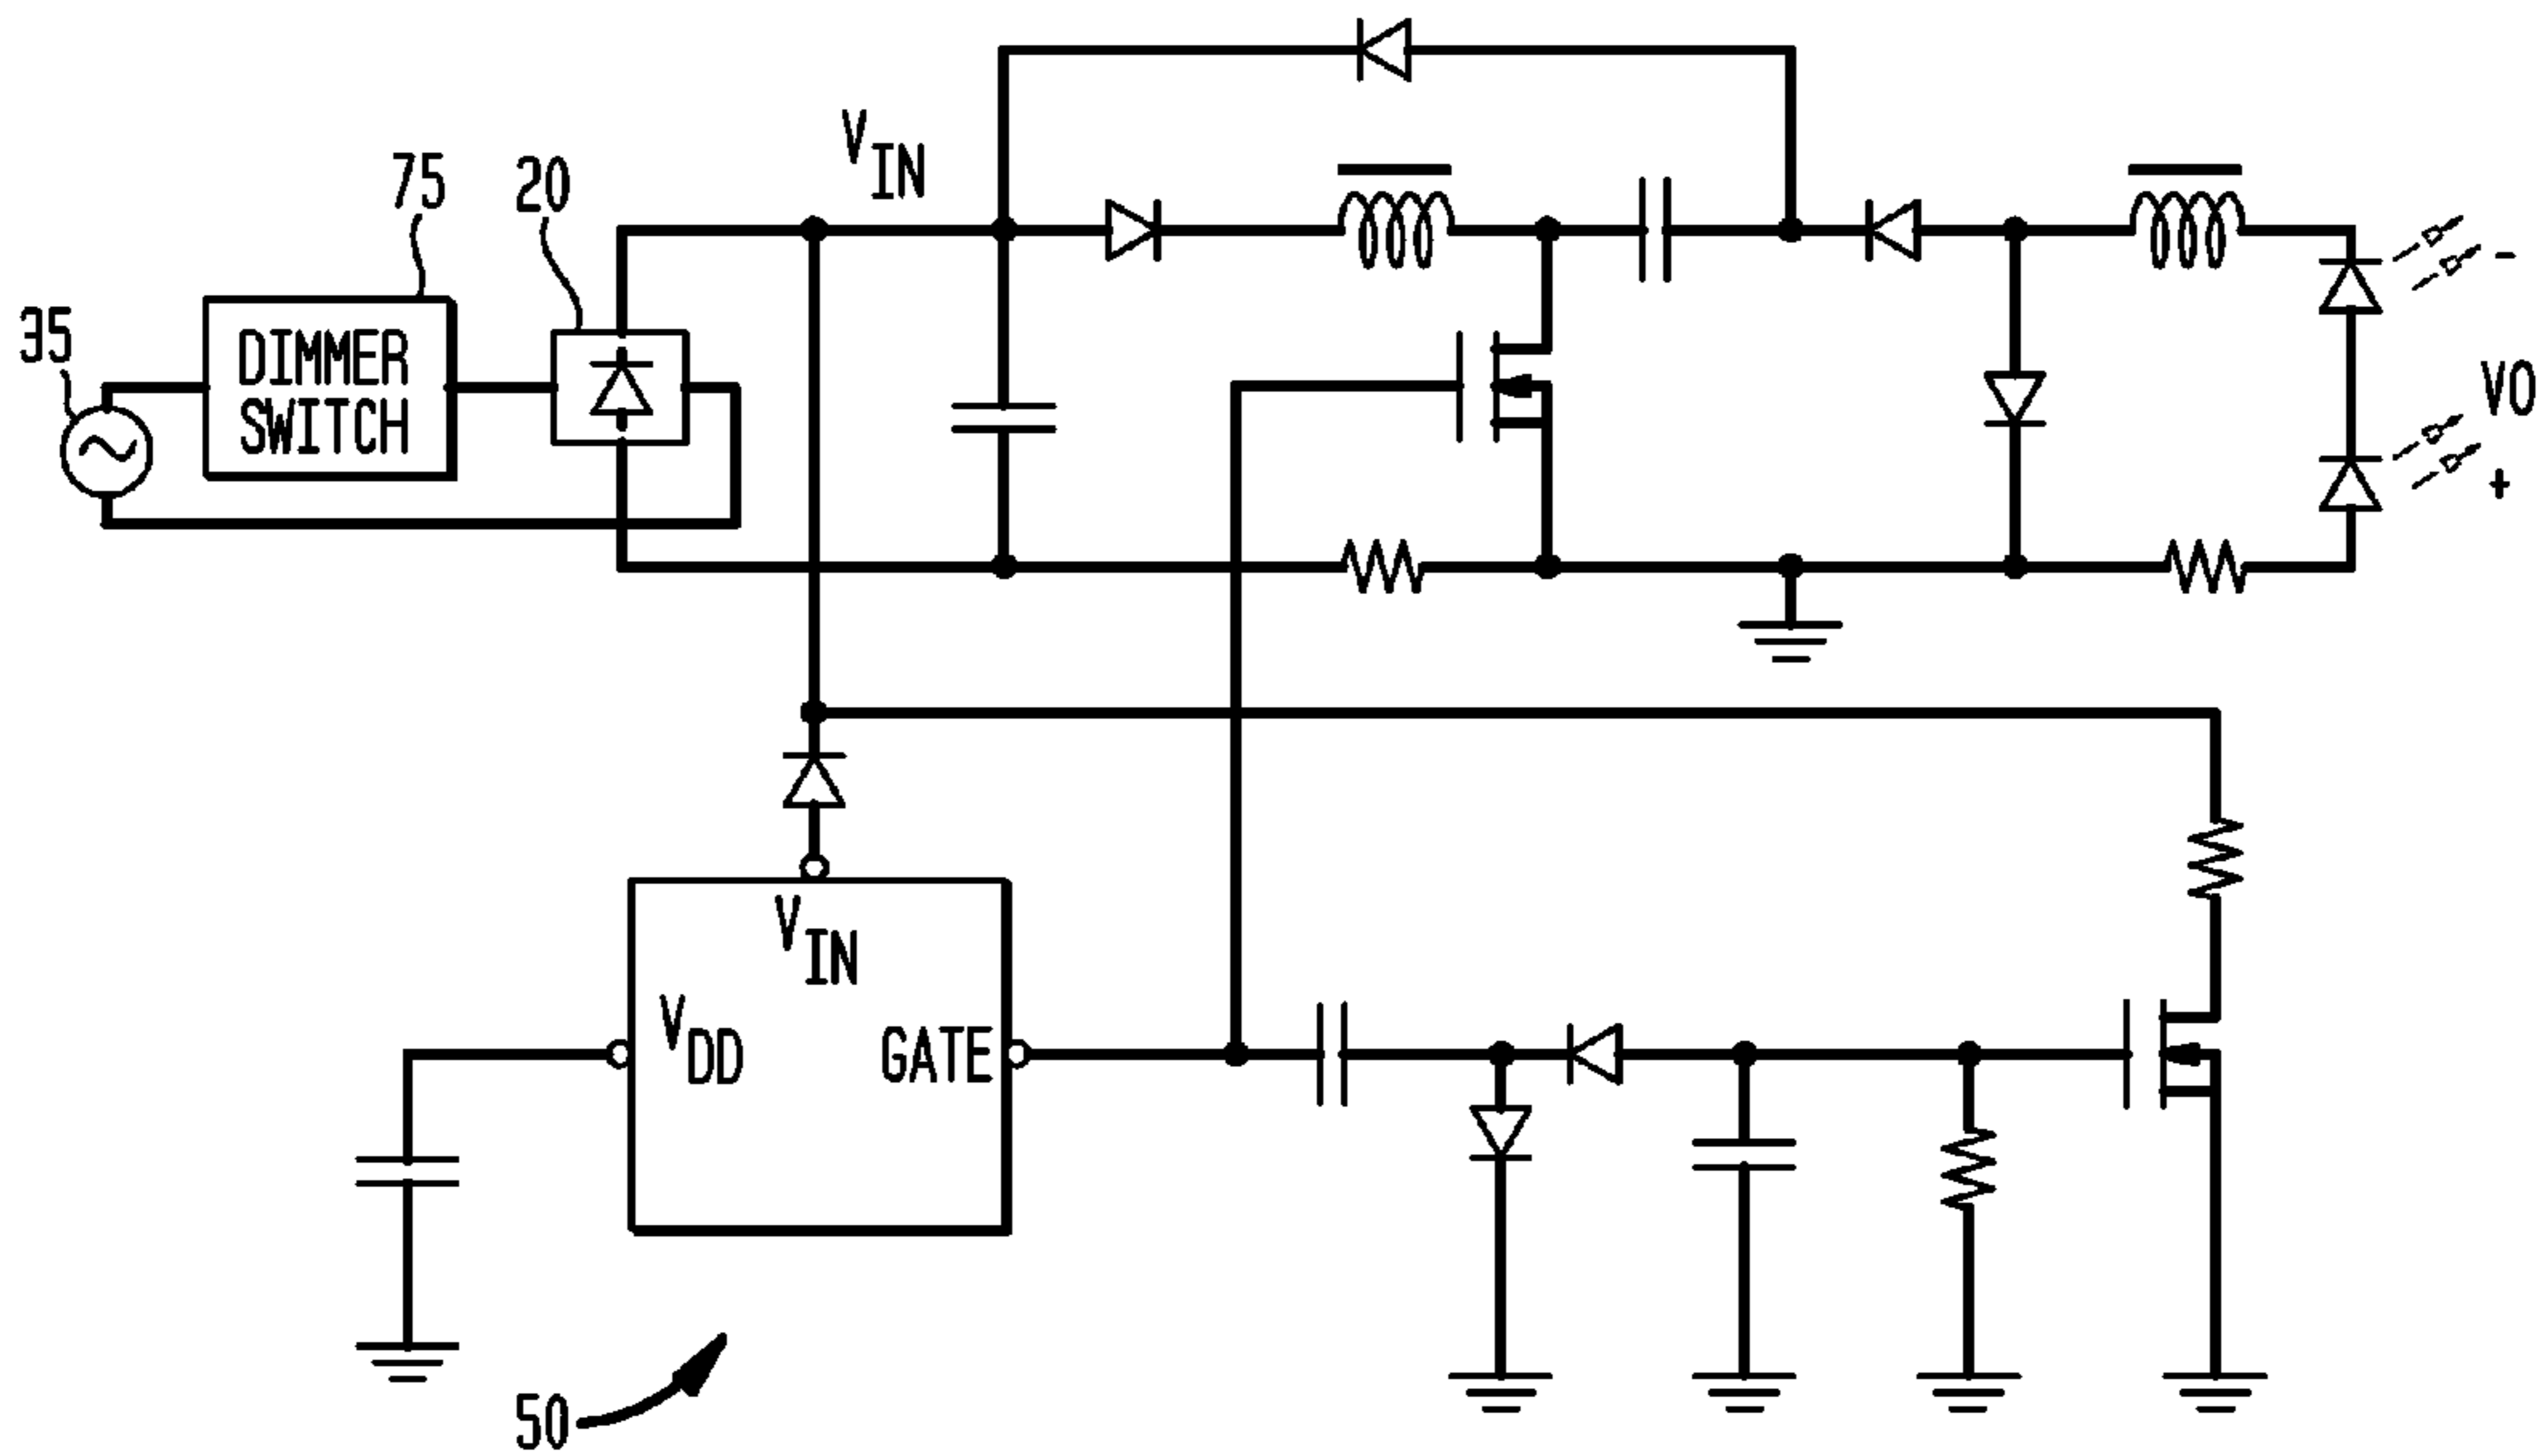 V IN
75
20
35
DIMMER
SWITCH
-
VO
+
V IN
V DD
GATE
50